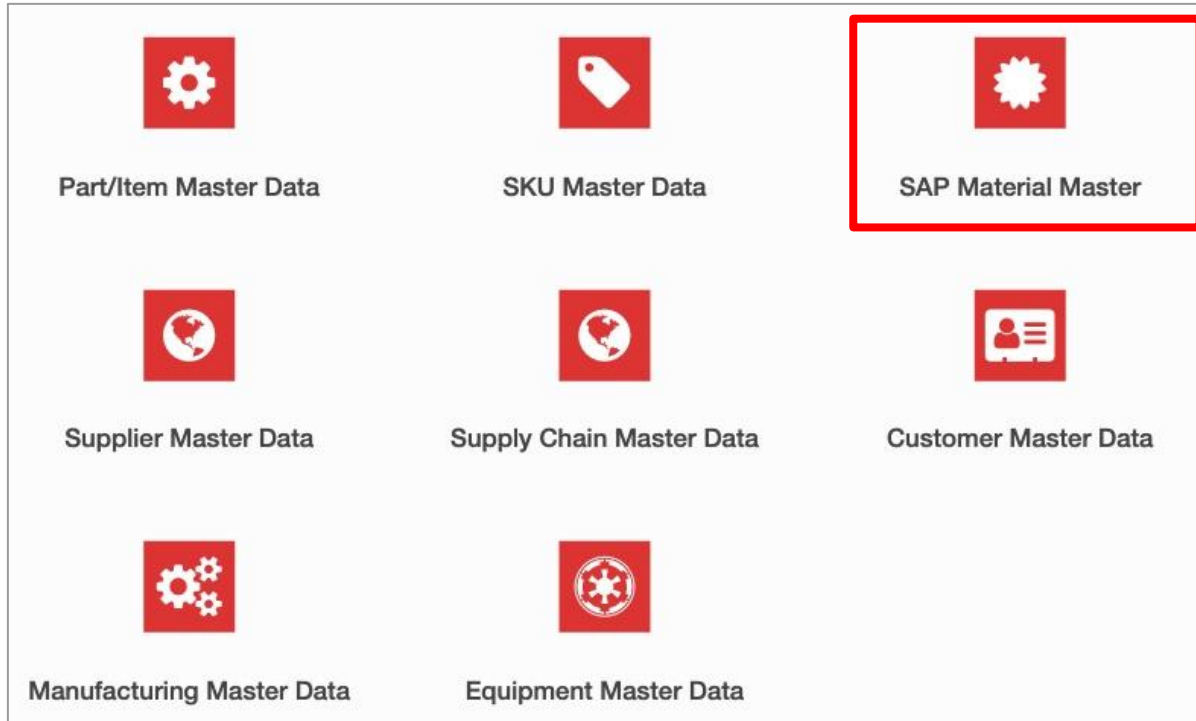 Part/Item Master Data
SKU Master Data
SAP Material Master
Supplier Master Data
Supply Chain Master Data
Customer Master Data
Manufacturing Master Data
Equipment Master Data